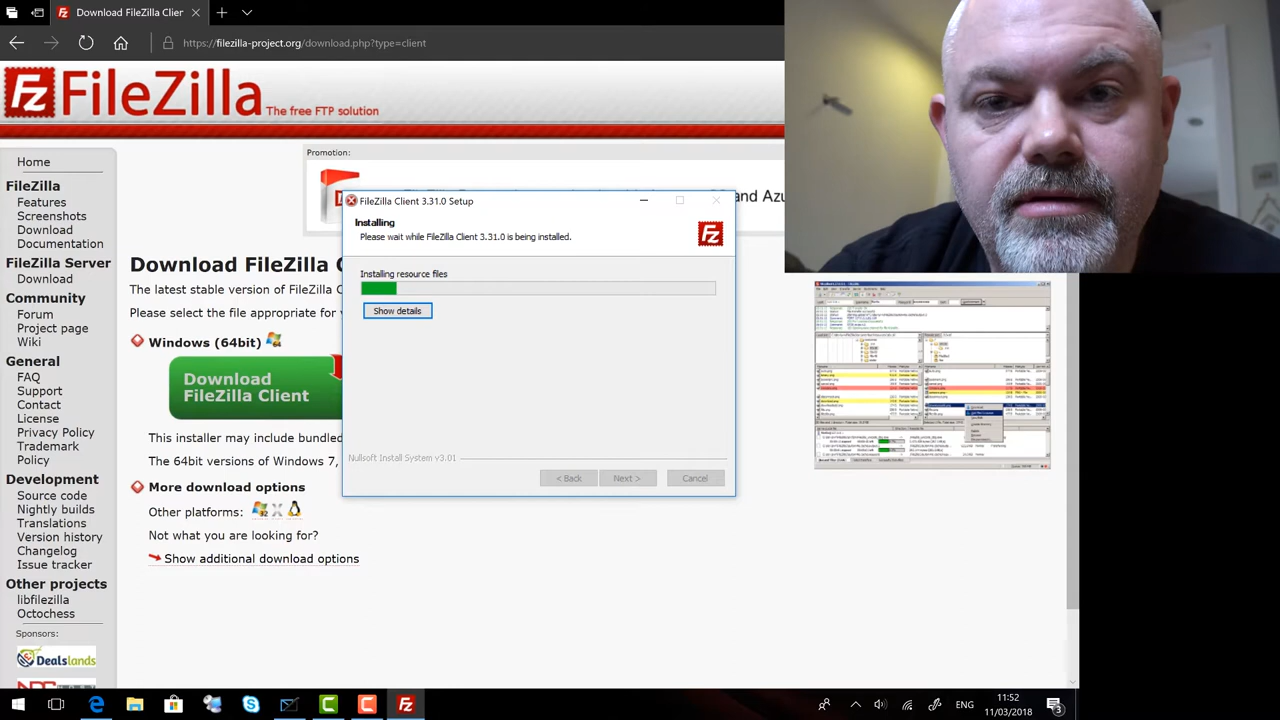 Download FileZilla Clier
https://filezilla-project.org/download.php?type=client
FileZilla The free FTP solution
Home
FileZilla
Features
Screenshots
Download
Documentation
FileZilla Server
Download
Community
Forum
Project page
Wiki
General
FAQ
Support
Contact
License
Privacy Policy
Trademark
Policy
Development
Source code
Nightly builds
Translations
Version history
Changelog
Issue tracker
Other projects
libfilezilla
Octochess
Sponsors:
Dealslands
Promotion:
and Azu
Download FileZilla C
The latest stable version of FileZilla
Please select the file appropriate for
Windows (64bit)
Download
FileZilla Client
This installer may include bundled
The 64bit versions of Windows 7,
More download options
Other platforms:
Not what you are looking for?
Show additional download options
FileZilla Client 3.31.0 Setup
Installing
Please wait while FileZilla Client 3.31.0 is being installed.
Fz
Installing resource files
Show details
Nullsoft Install System v3.01
< Back
Next >
Cancel
ENG
11:52
11/03/2018
3